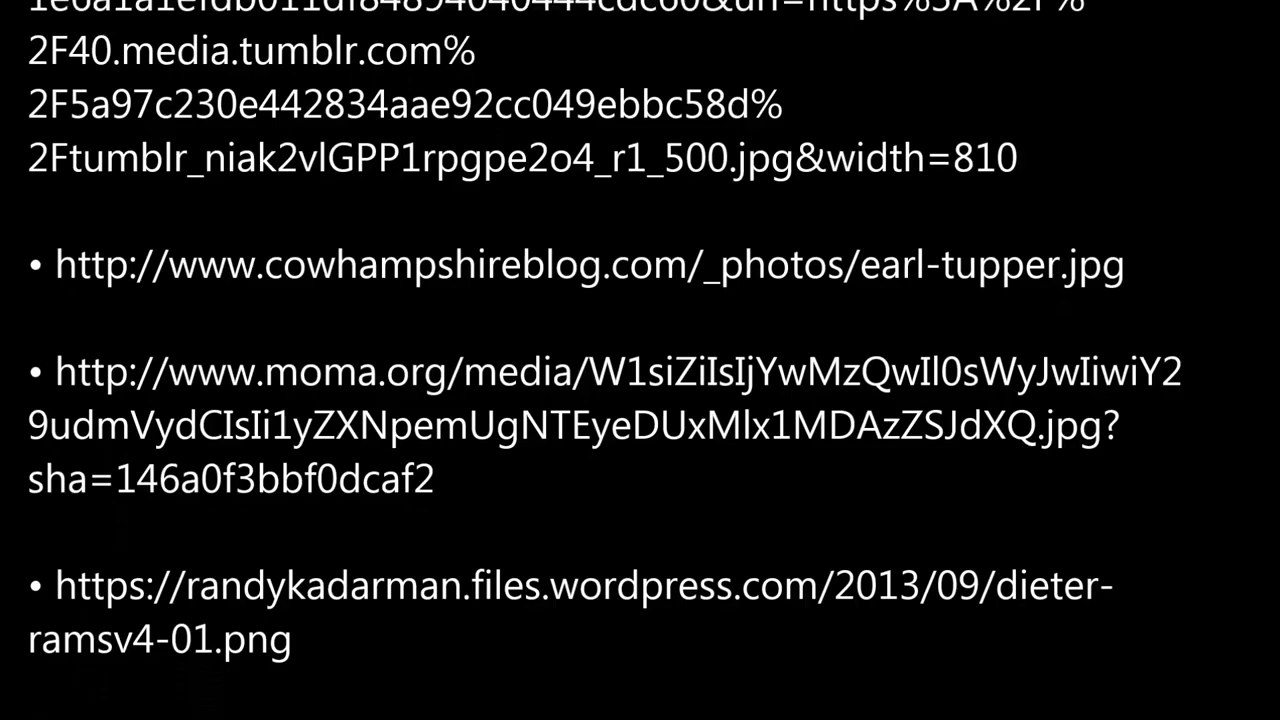 2F40.media.tumblr.com%
2F5a97c230e442834aae92cc049ebbc58d%
2Ftumblr_niak2vlGPP1rpgpe2o4_r1_500.jpg&width=810
• http://www.cowhampshireblog.com/_photos/earl-tupper.jpg
• http://www.moma.org/media/W1siZiIsIjYwMzQwIl0sWyJwIiwiY2
9udmVydCIsIi1yZXNpemUgNTEyeDUxMlx1MDAzZSJdXQ.jpg?
sha=146a0f3bbf0dcaf2
• https://randykadarman.files.wordpress.com/2013/09/dieter-
ramsv4-01.png